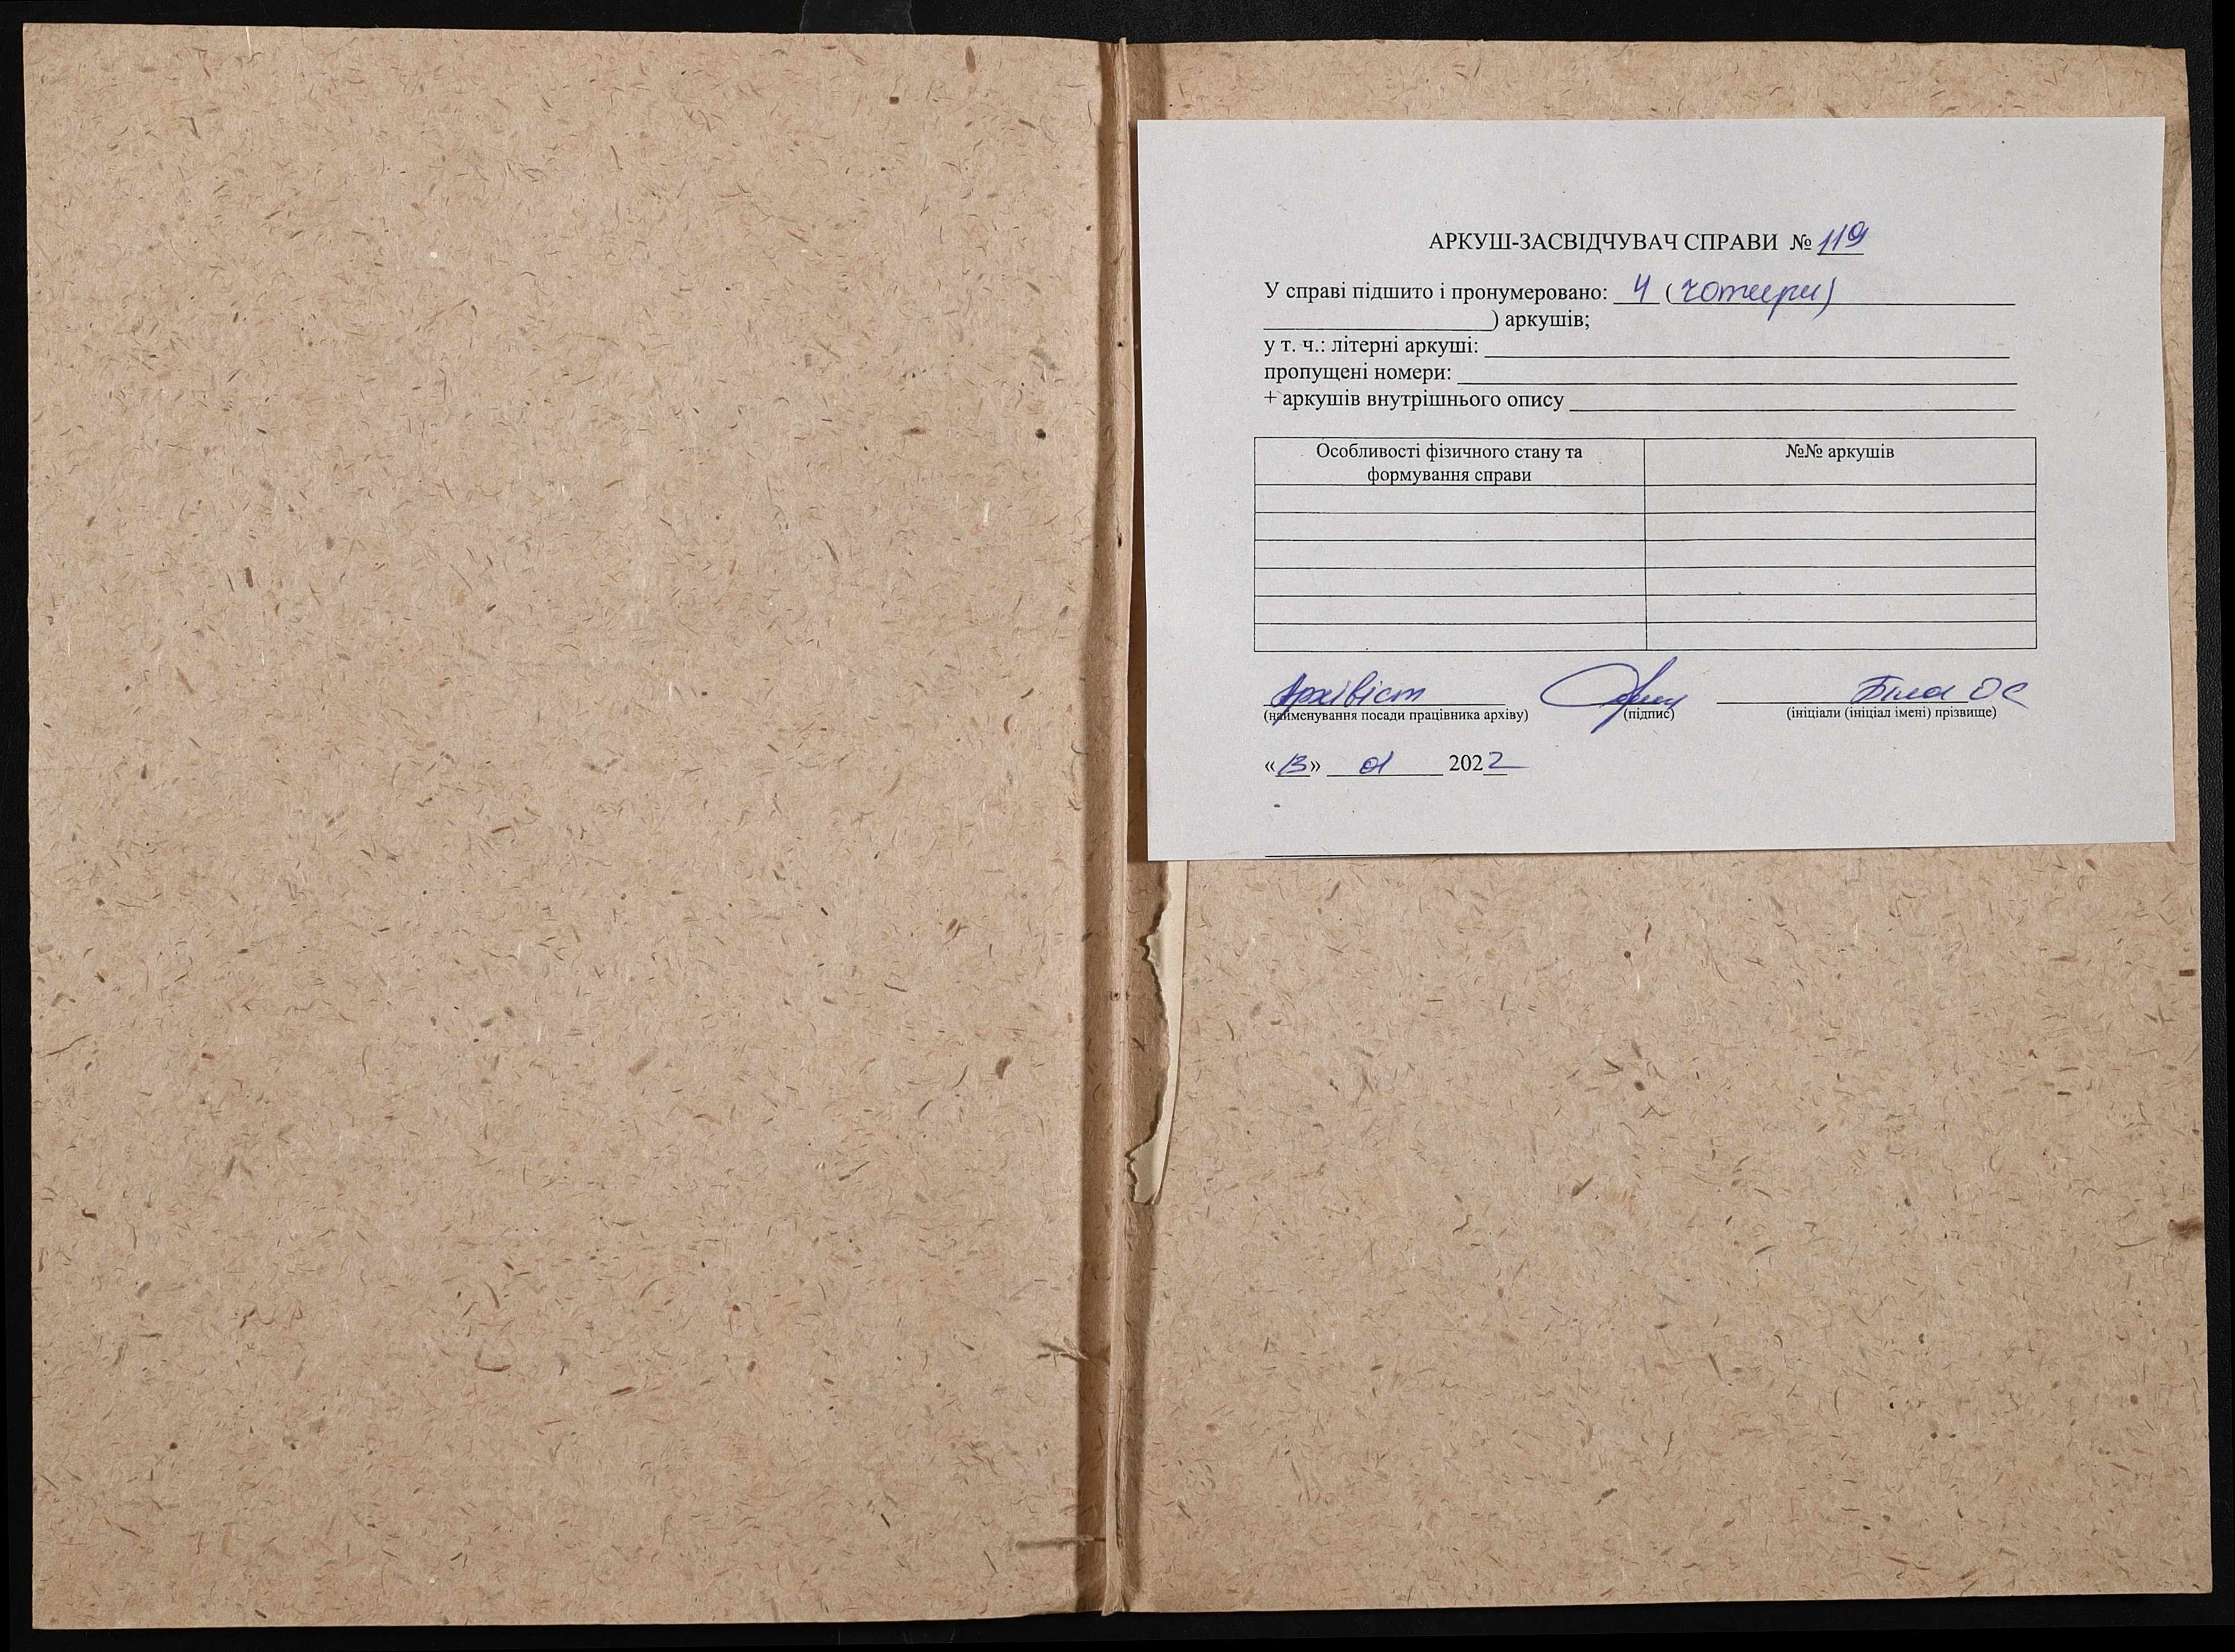 АРКУШ-ЗАСВІДЧУВАЧ СПРАВИ № 119
У справі підшито і пронумеровано: 4 (чотири)
) аркушів;
у т. ч.: літерні аркуші:
пропущені номери:
+ аркушів внутрішнього опису
Особливості фізичного стану та формування справи
№№ аркушів
Архівіст Біла О С
(найменування посади працівника архіву) (підпис) (ініціали (ініціал імені) прізвище)
«13» 01 2022